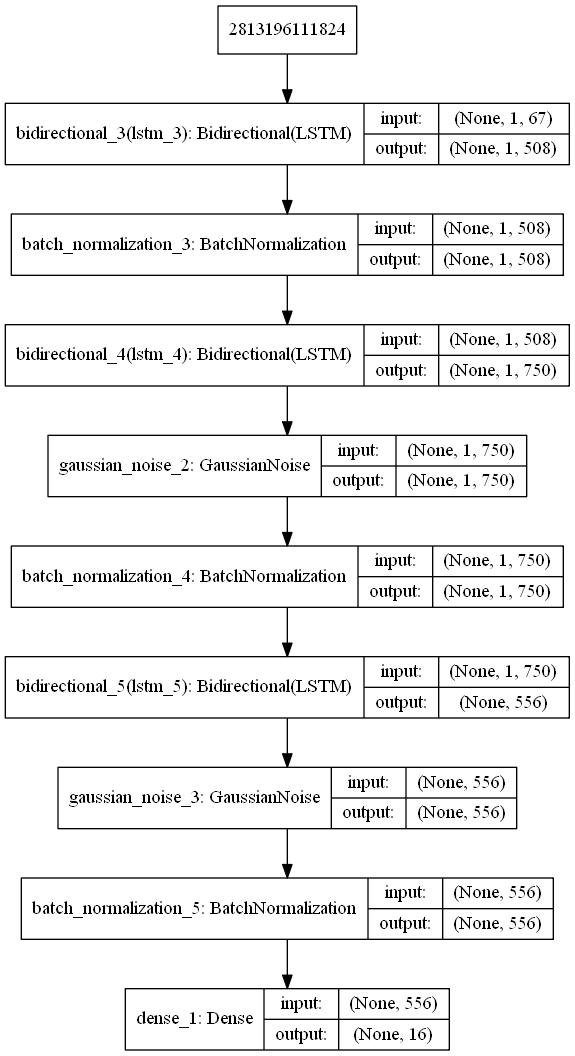 2813196111824
bidirectional_3(lstm_3): Bidirectional(LSTM)
input: (None, 1, 67)
output: (None, 1, 508)
batch_normalization_3: BatchNormalization
input: (None, 1, 508)
output: (None, 1, 508)
bidirectional_4(lstm_4): Bidirectional(LSTM)
input: (None, 1, 508)
output: (None, 1, 750)
gaussian_noise_2: GaussianNoise
input: (None, 1, 750)
output: (None, 1, 750)
batch_normalization_4: BatchNormalization
input: (None, 1, 750)
output: (None, 1, 750)
bidirectional_5(lstm_5): Bidirectional(LSTM)
input: (None, 1, 750)
output: (None, 556)
gaussian_noise_3: GaussianNoise
input: (None, 556)
output: (None, 556)
batch_normalization_5: BatchNormalization
input: (None, 556)
output: (None, 556)
dense_1: Dense
input: (None, 556)
output: (None, 16)